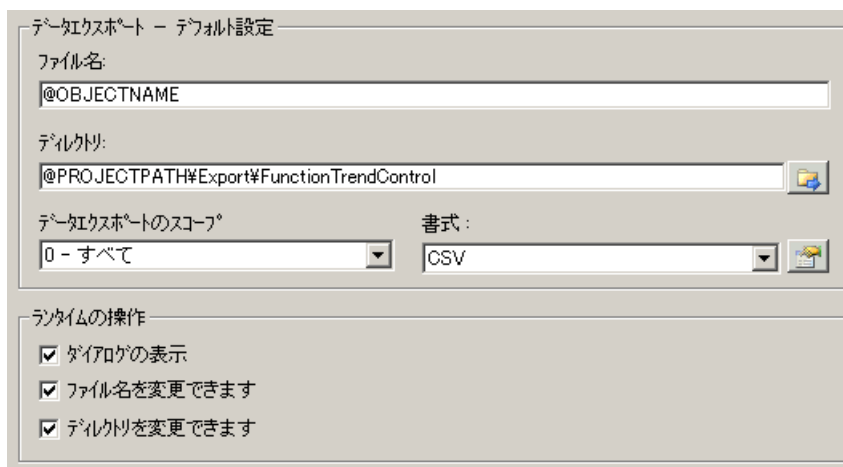 ﾃﾞｰﾀｴｸｽﾎﾟｰﾄ － ﾃﾞﾌｫﾙﾄ設定
ﾌｧｲﾙ名:
@OBJECTNAME
ﾃﾞｨﾚｸﾄﾘ:
@PROJECTPATH¥Export¥FunctionTrendControl
ﾃﾞｰﾀｴｸｽﾎﾟｰﾄのｽｺｰﾌﾟ 書式 :
0 - すべて CSV
ﾗﾝﾀｲﾑの操作
ﾀﾞｲｱﾛｸﾞの表示
ﾌｧｲﾙ名を変更できます
ﾃﾞｨﾚｸﾄﾘを変更できます